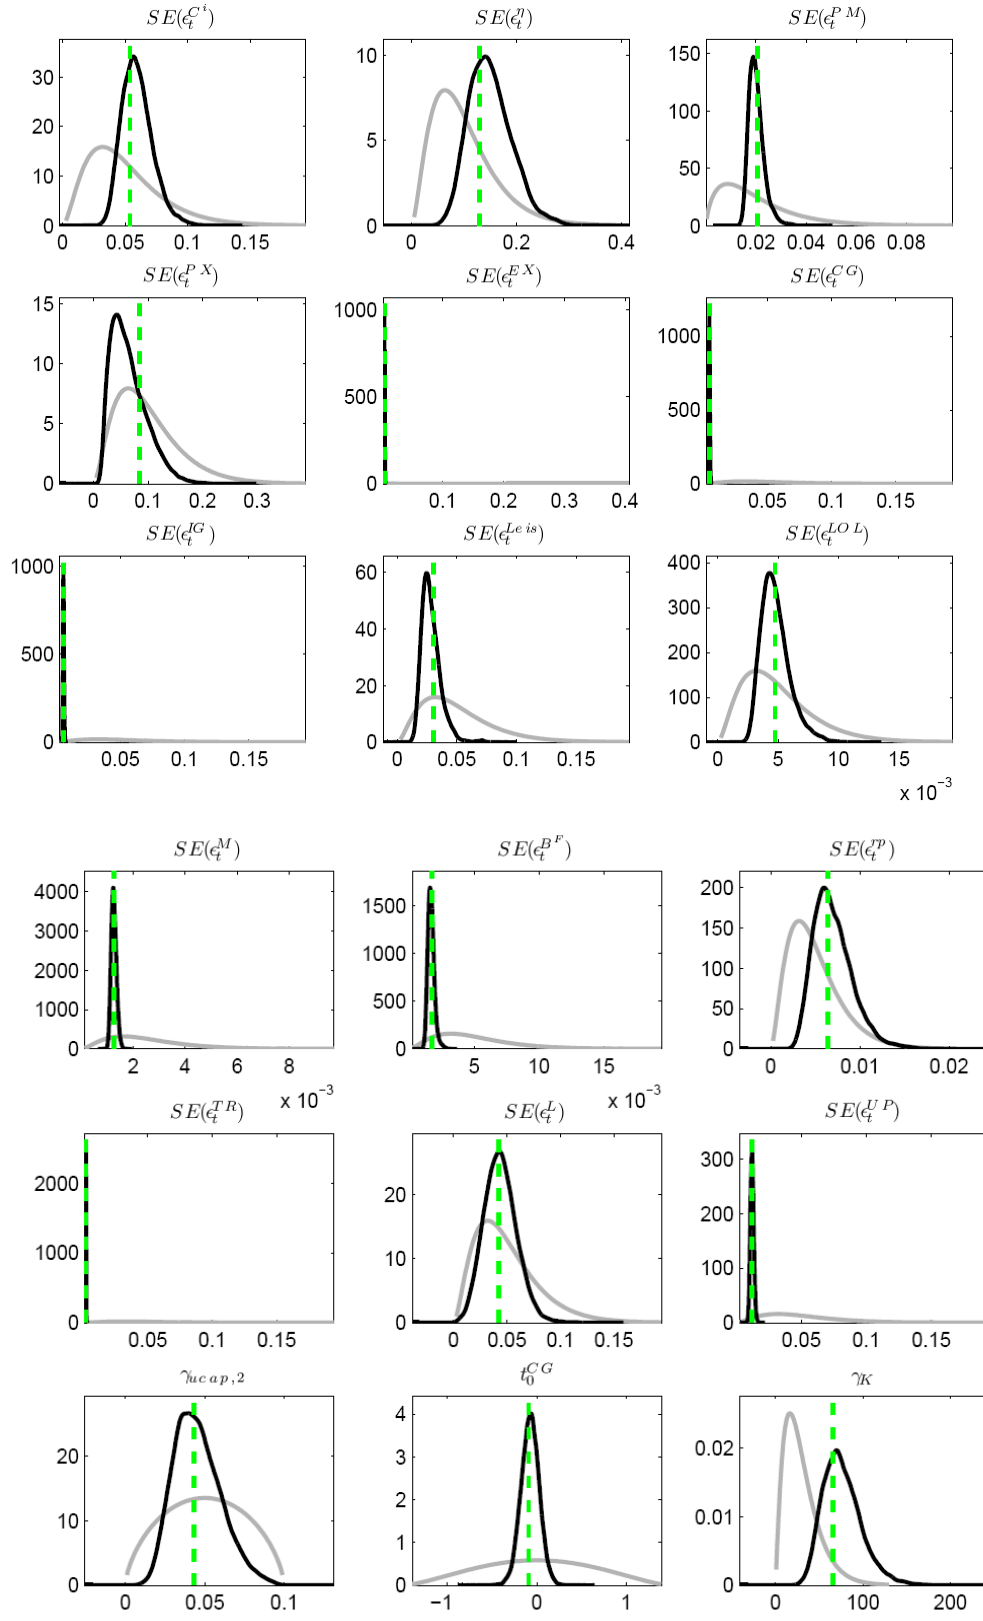 SE(ϵ_t^{Ci}) SE(ϵ_t^η) SE(ϵ_t^{PM})
30 20 10 0
0 0.05 0.1 0.15
10 5 0
0 0.2 0.4
150 100 50 0
0.02 0.04 0.06 0.08
SE(ϵ_t^{PX}) SE(ϵ_t^{EX}) SE(ϵ_t^{CG})
15 10 5 0
0 0.1 0.2 0.3
1000 500 0
0.1 0.2 0.3 0.4
1000 500 0
0.05 0.1 0.15
SE(ϵ_t^{IG}) SE(ϵ_t^{Leis}) SE(ϵ_t^{LOL})
1000 500 0
0.05 0.1 0.15
60 40 20 0
0 0.05 0.1 0.15
400 300 200 100 0
0 5 10 15
x 10^{-3}
SE(ϵ_t^M) SE(ϵ_t^{B^F}) SE(ϵ_t^{rp})
4000 3000 2000 1000 0
2 4 6 8
x 10^{-3}
1500 1000 500 0
5 10 15
x 10^{-3}
200 150 100 50 0
0 0.01 0.02
SE(ϵ_t^{TR}) SE(ϵ_t^L) SE(ϵ_t^{UP})
2000 1000 0
0.05 0.1 0.15
20 10 0
0 0.05 0.1 0.15
300 200 100 0
0.05 0.1 0.15
γ_{ucap,2} t_0^{CG} γ_K
20 10 0
0 0.05 0.1
4 3 2 1 0
−1 0 1
0.02 0.01 0
0 100 200